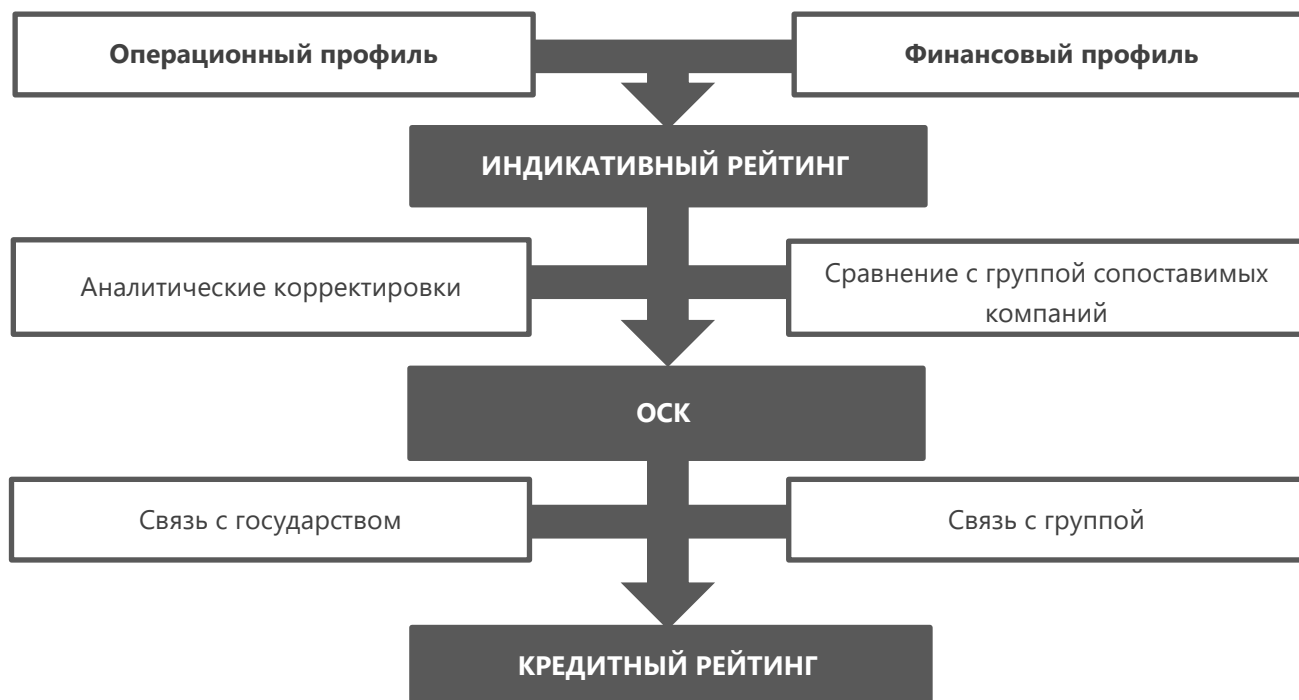 Операционный профиль
Финансовый профиль
ИНДИКАТИВНЫЙ РЕЙТИНГ
Аналитические корректировки
Сравнение с группой сопоставимых
компаний
ОСК
Связь с государством
Связь с группой
КРЕДИТНЫЙ РЕЙТИНГ